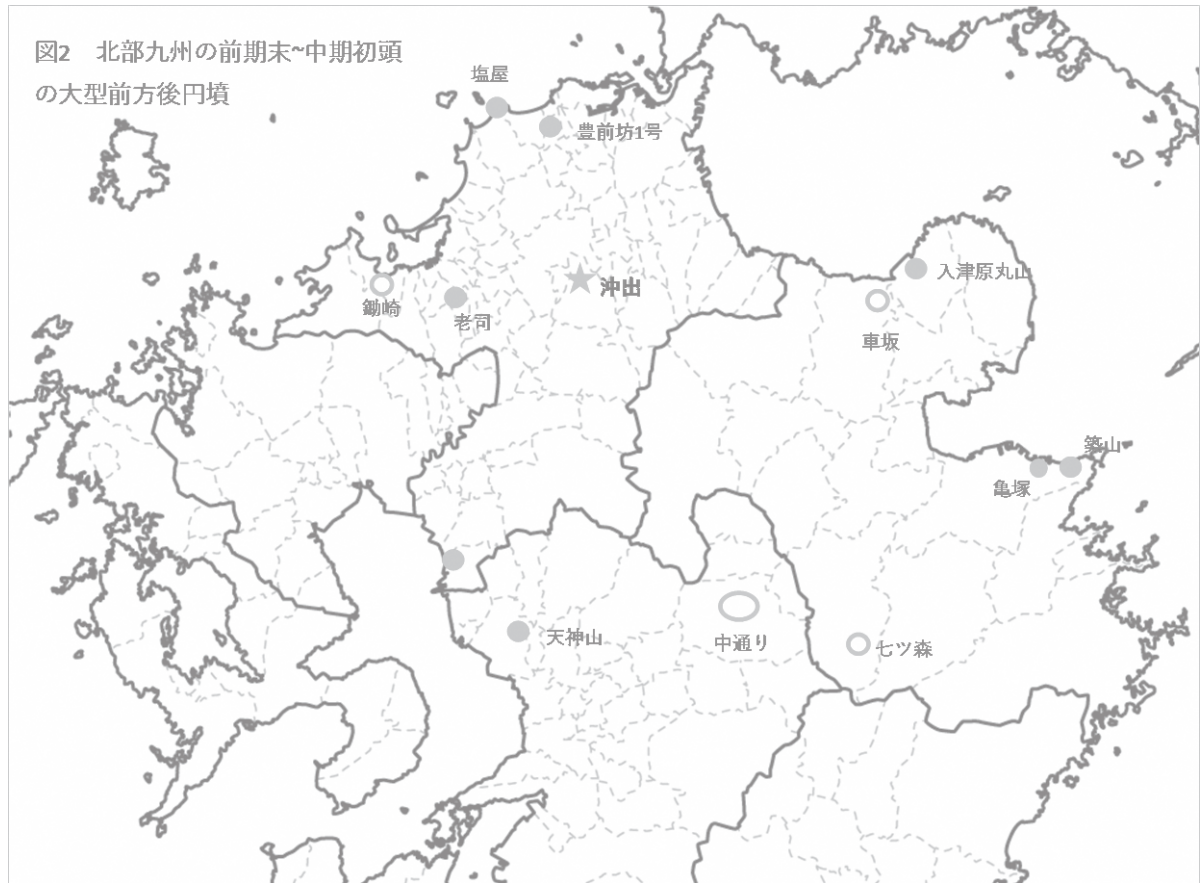 図2　北部九州の前期末~中期初頭
の大型前方後円墳
塩屋
豊前坊1号
入津原丸山
沖出
鋤崎
老司
車坂
築山
亀塚
天神山
中通り
七ツ森